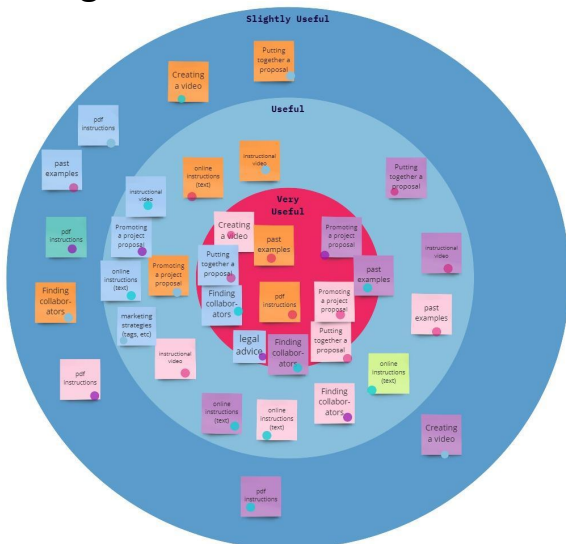 Slightly Useful
Putting
together a
proposal
Creating
a video
Useful
pdf
instructions
past
examples
instructional
video
online
instructions
(text)
Putting
together a
proposal
instructional
video
Very
Useful
Creating
a video
past
examples
Promoting
a project
proposal
Promoting
a project
proposal
pdf
instructions
instructional
video
Putting
together a
proposal
past
examples
online
instructions
(text)
Promoting
a project
proposal
Finding
collabor-
ators
Finding
collabor-
ators
pdf
instructions
Promoting
a project
proposal
past
examples
marketing
strategies
(tags, etc)
legal
advice
Finding
collabor-
ators
Putting
together a
proposal
instructional
video
pdf
instructions
online
instructions
(text)
online
instructions
(text)
online
instructions
(text)
Finding
collabor-
ators
Creating
a video
pdf
instructions